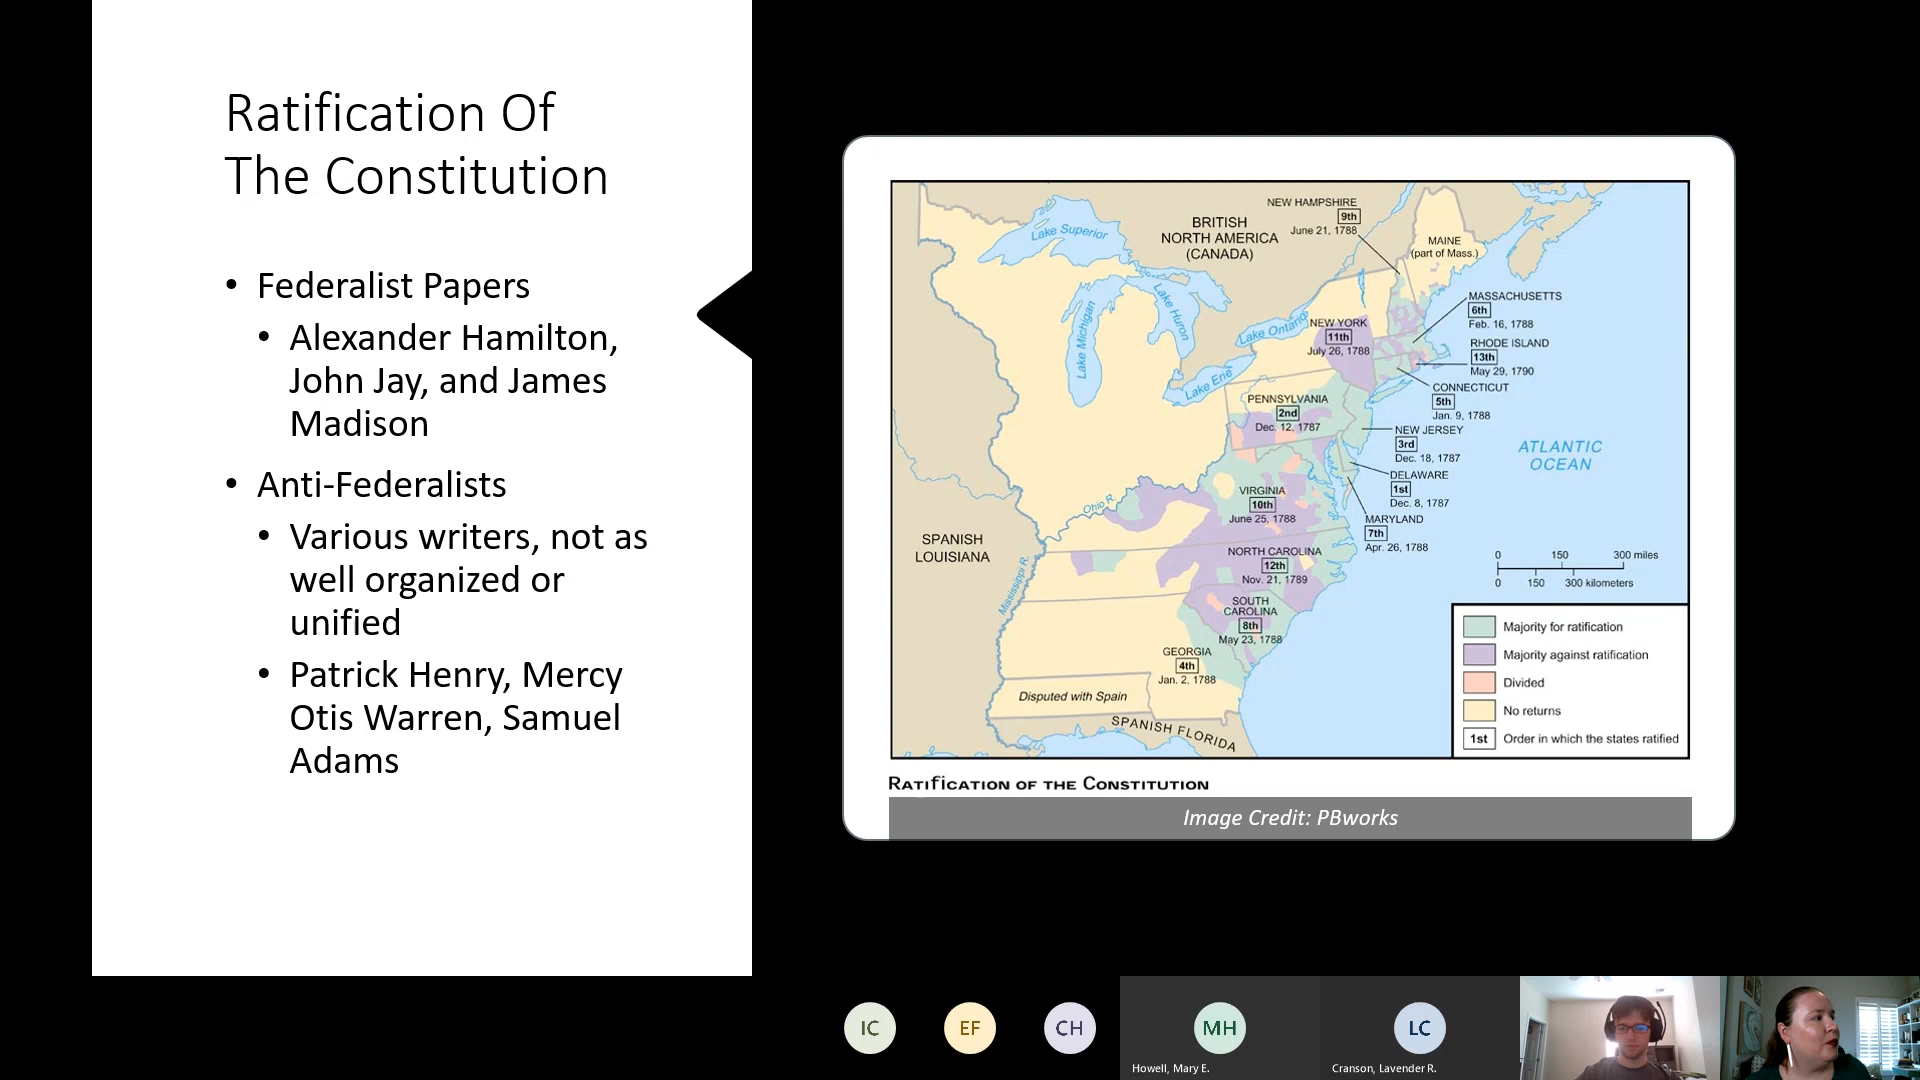 Ratification Of
The Constitution
• Federalist Papers
• Alexander Hamilton,
John Jay, and James
Madison
• Anti-Federalists
• Various writers, not as
well organized or
unified
• Patrick Henry, Mercy
Otis Warren, Samuel
Adams
NEW HAMPSHIRE
9th
June 21, 1788
BRITISH
NORTH AMERICA
(CANADA)
Lake Superior
MAINE
(part of Mass.)
Lake Michigan
Lake Huron
MASSACHUSETTS
6th
Feb. 16, 1788
Lake Ontario
NEW YORK
11th
July 26, 1788
RHODE ISLAND
13th
May 29, 1790
Lake Erie
CONNECTICUT
5th
Jan. 9, 1788
PENNSYLVANIA
2nd
Dec. 12, 1787
NEW JERSEY
3rd
Dec. 18, 1787
ATLANTIC
OCEAN
DELAWARE
1st
Dec. 8, 1787
VIRGINIA
10th
June 25, 1788
Ohio R.
MARYLAND
7th
Apr. 26, 1788
SPANISH
LOUISIANA
NORTH CAROLINA
12th
Nov. 21, 1789
0 150 300 miles
0 150 300 kilometers
Mississippi R.
SOUTH
CAROLINA
8th
May 23, 1788
GEORGIA
4th
Jan. 2, 1788
Disputed with Spain
SPANISH FLORIDA
Majority for ratification
Majority against ratification
Divided
No returns
1st Order in which the states ratified
Ratification of the Constitution
Image Credit: PBworks
IC
EF
CH
MH
LC
Howell, Mary E.
Cranson, Lavender R.